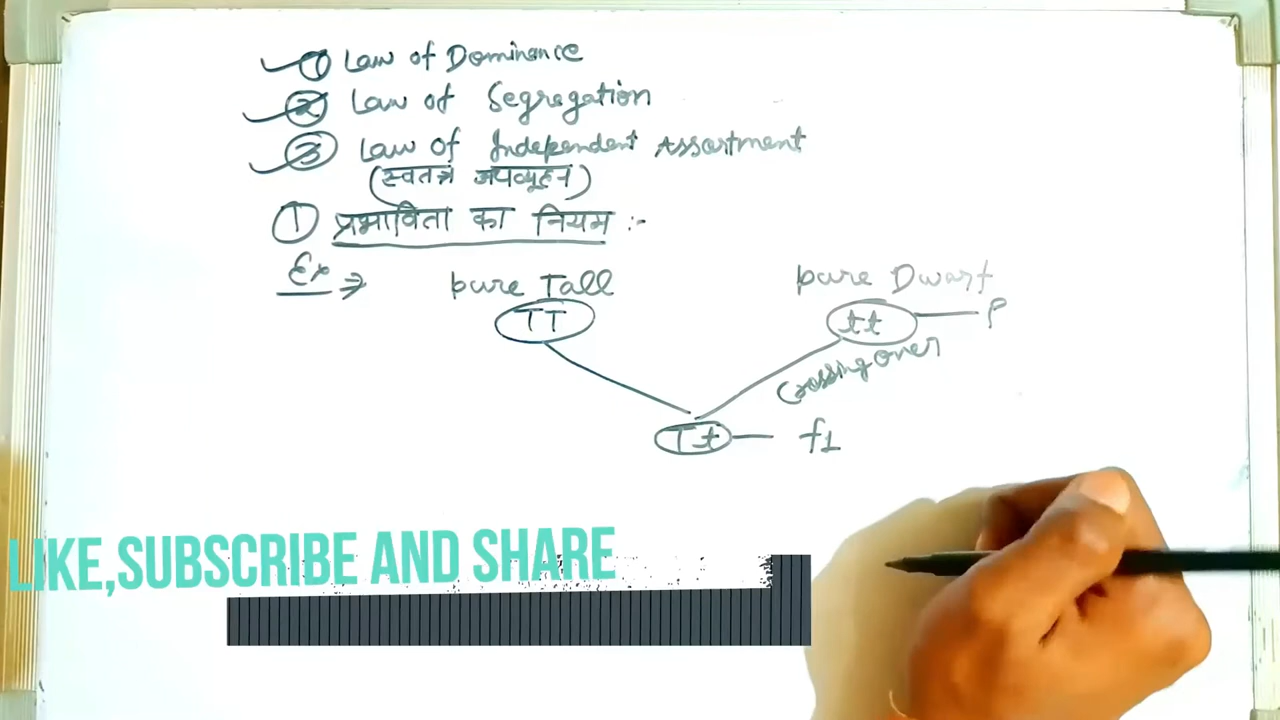 ① Law of Dominance
② Law of Segregation
③ Law of Independent Assortment
(स्वतन्त्र अपव्यूहन)
① प्रभाविता का नियम :-
Ex ⇒ pure Tall pure Dwarf
TT tt — P
Crossing over
Tt — f1
LIKE,SUBSCRIBE AND SHARE